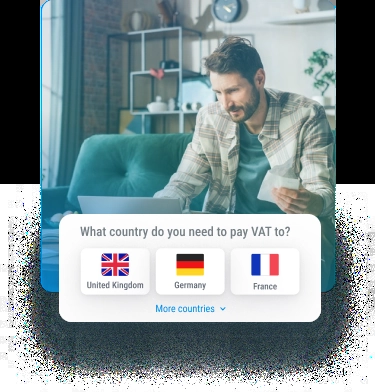 What country do you need to pay VAT to?
United Kingdom
Germany
France
More countries